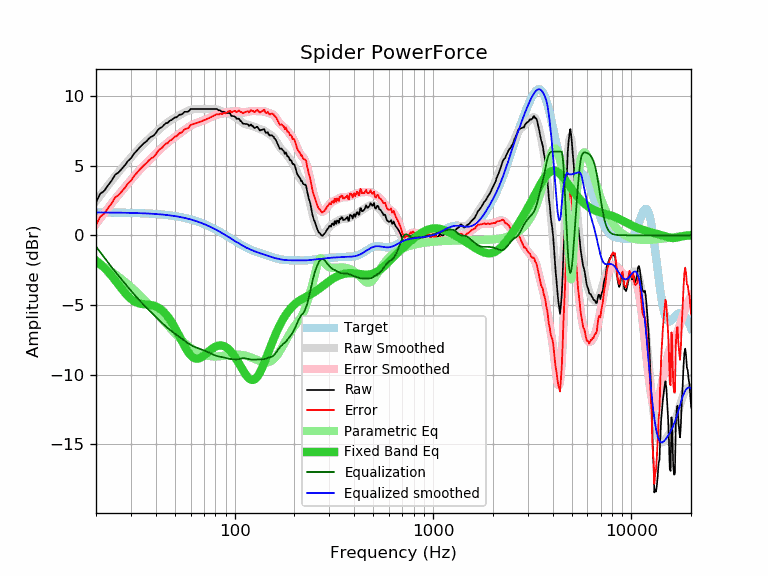 Spider PowerForce
10
5
0
−5
−10
−15
Amplitude (dBr)
Target
Raw Smoothed
Error Smoothed
Raw
Error
Parametric Eq
Fixed Band Eq
Equalization
Equalized smoothed
100 1000 10000
Frequency (Hz)